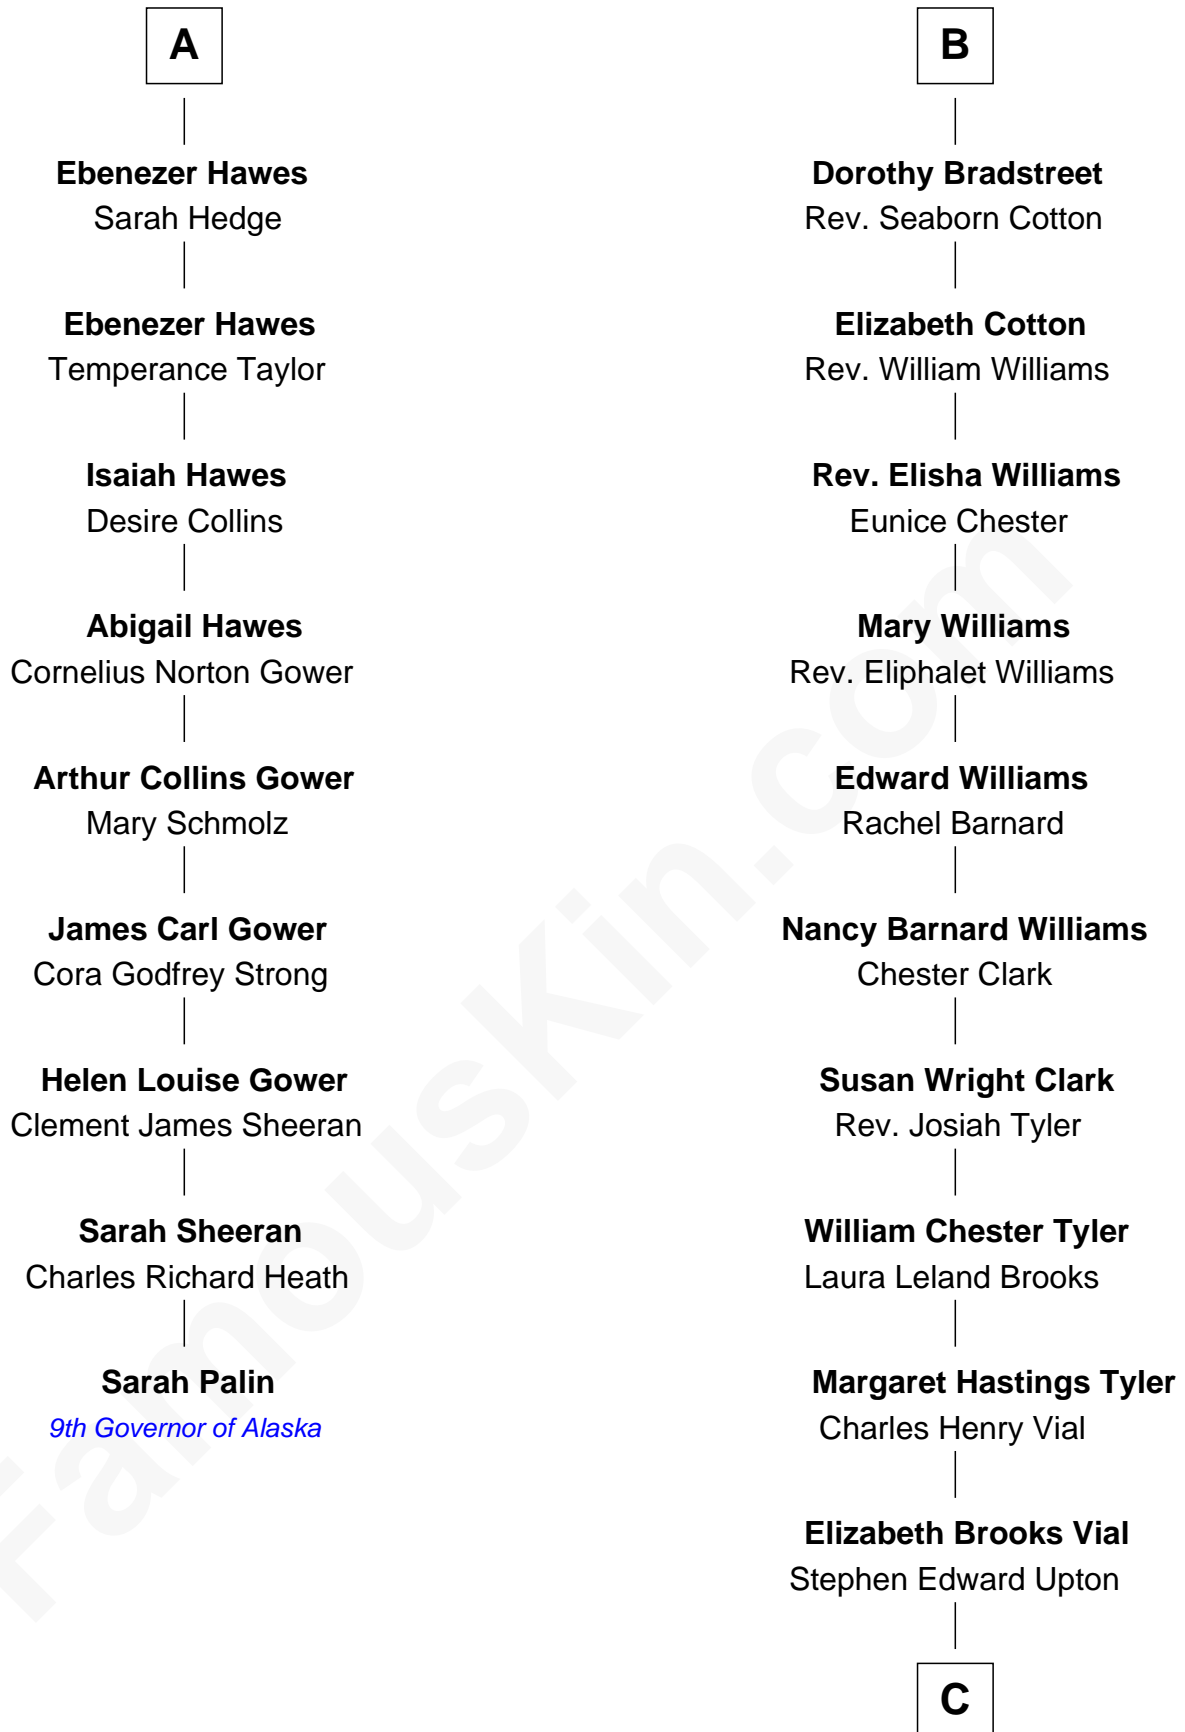 A
Ebenezer Hawes
Sarah Hedge
Ebenezer Hawes
Temperance Taylor
Isaiah Hawes
Desire Collins
Abigail Hawes
Cornelius Norton Gower
Arthur Collins Gower
Mary Schmolz
James Carl Gower
Cora Godfrey Strong
Helen Louise Gower
Clement James Sheeran
Sarah Sheeran
Charles Richard Heath
Sarah Palin
9th Governor of Alaska
B
Dorothy Bradstreet
Rev. Seaborn Cotton
Elizabeth Cotton
Rev. William Williams
Rev. Elisha Williams
Eunice Chester
Mary Williams
Rev. Eliphalet Williams
Edward Williams
Rachel Barnard
Nancy Barnard Williams
Chester Clark
Susan Wright Clark
Rev. Josiah Tyler
William Chester Tyler
Laura Leland Brooks
Margaret Hastings Tyler
Charles Henry Vial
Elizabeth Brooks Vial
Stephen Edward Upton
C
FamousKin.com